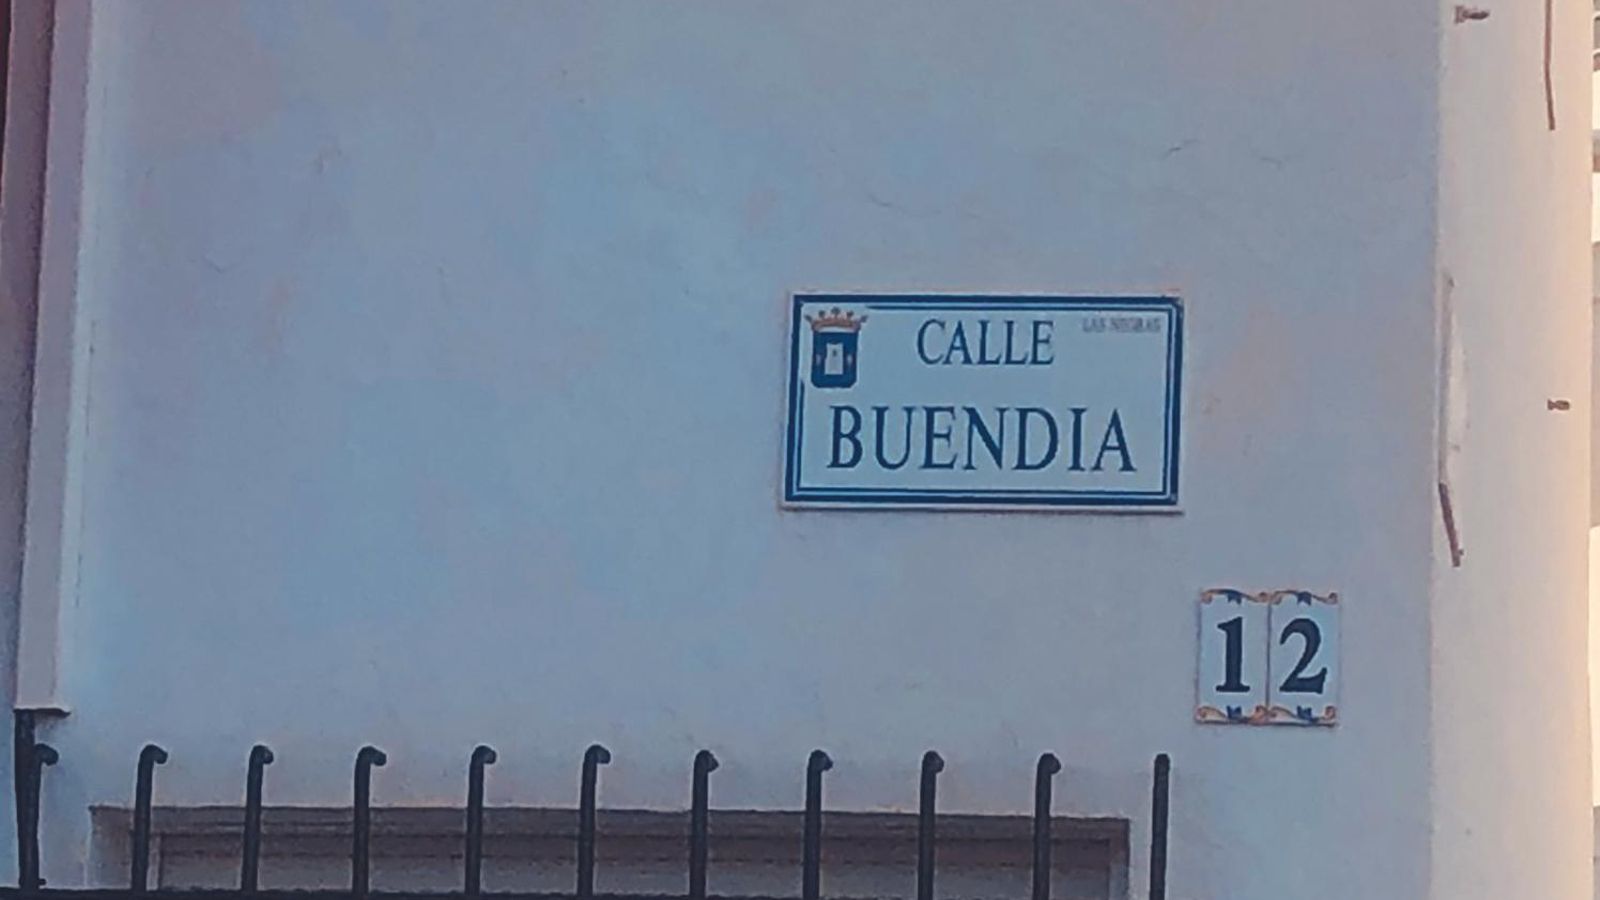 CALLE
LAS NEGRAS
BUENDIA
12